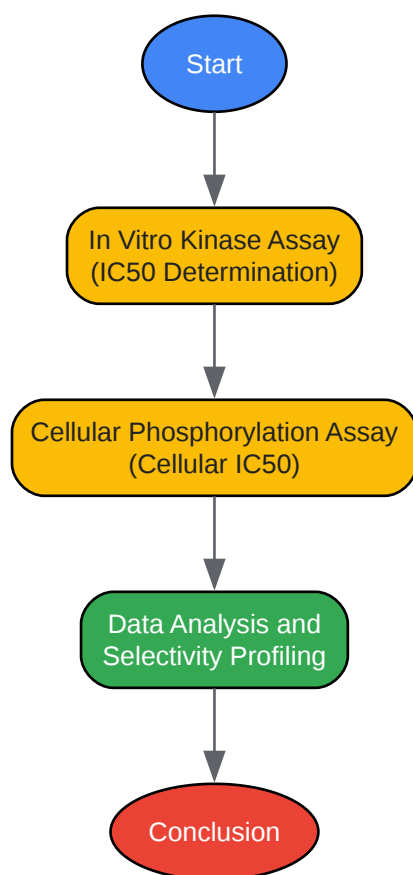 Start
In Vitro Kinase Assay
(IC50 Determination)
Cellular Phosphorylation Assay
(Cellular IC50)
Data Analysis and
Selectivity Profiling
Conclusion